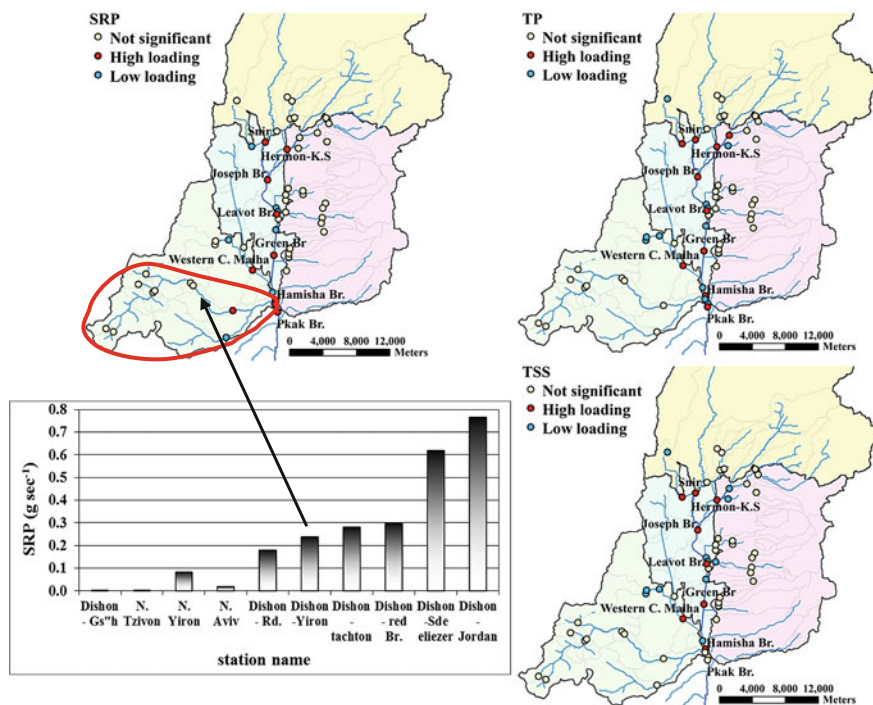 SRP
Not significant
High loading
Low loading
Snir
Hermon-K.S
Joseph Br.
Leavot Br.
Green Br
Western C. Malha
Hamisha Br.
Pkak Br.
0 4,000 8,000 12,000
Meters
TP
Not significant
High loading
Low loading
Snir
Hermon-K.S
Joseph Br.
Leavot Br.
Green Br
Western C. Malha
Hamisha Br.
Pkak Br.
0 4,000 8,000 12,000
Meters
SRP (g sec⁻¹)
0.8
0.7
0.6
0.5
0.4
0.3
0.2
0.1
0.0
Dishon - Gs"h
N. Tzivon
N. Yiron
N. Aviv
Dishon - Rd.
Dishon -Yiron
Dishon - tachton
Dishon - red Br.
Dishon -Sde eliezer
Dishon - Jordan
station name
TSS
Not significant
High loading
Low loading
Snir
Hermon-K.S
Joseph Br.
Leavot Br.
Green Br
Western C. Malha
Hamisha Br.
Pkak Br.
0 4,000 8,000 12,000
Meters